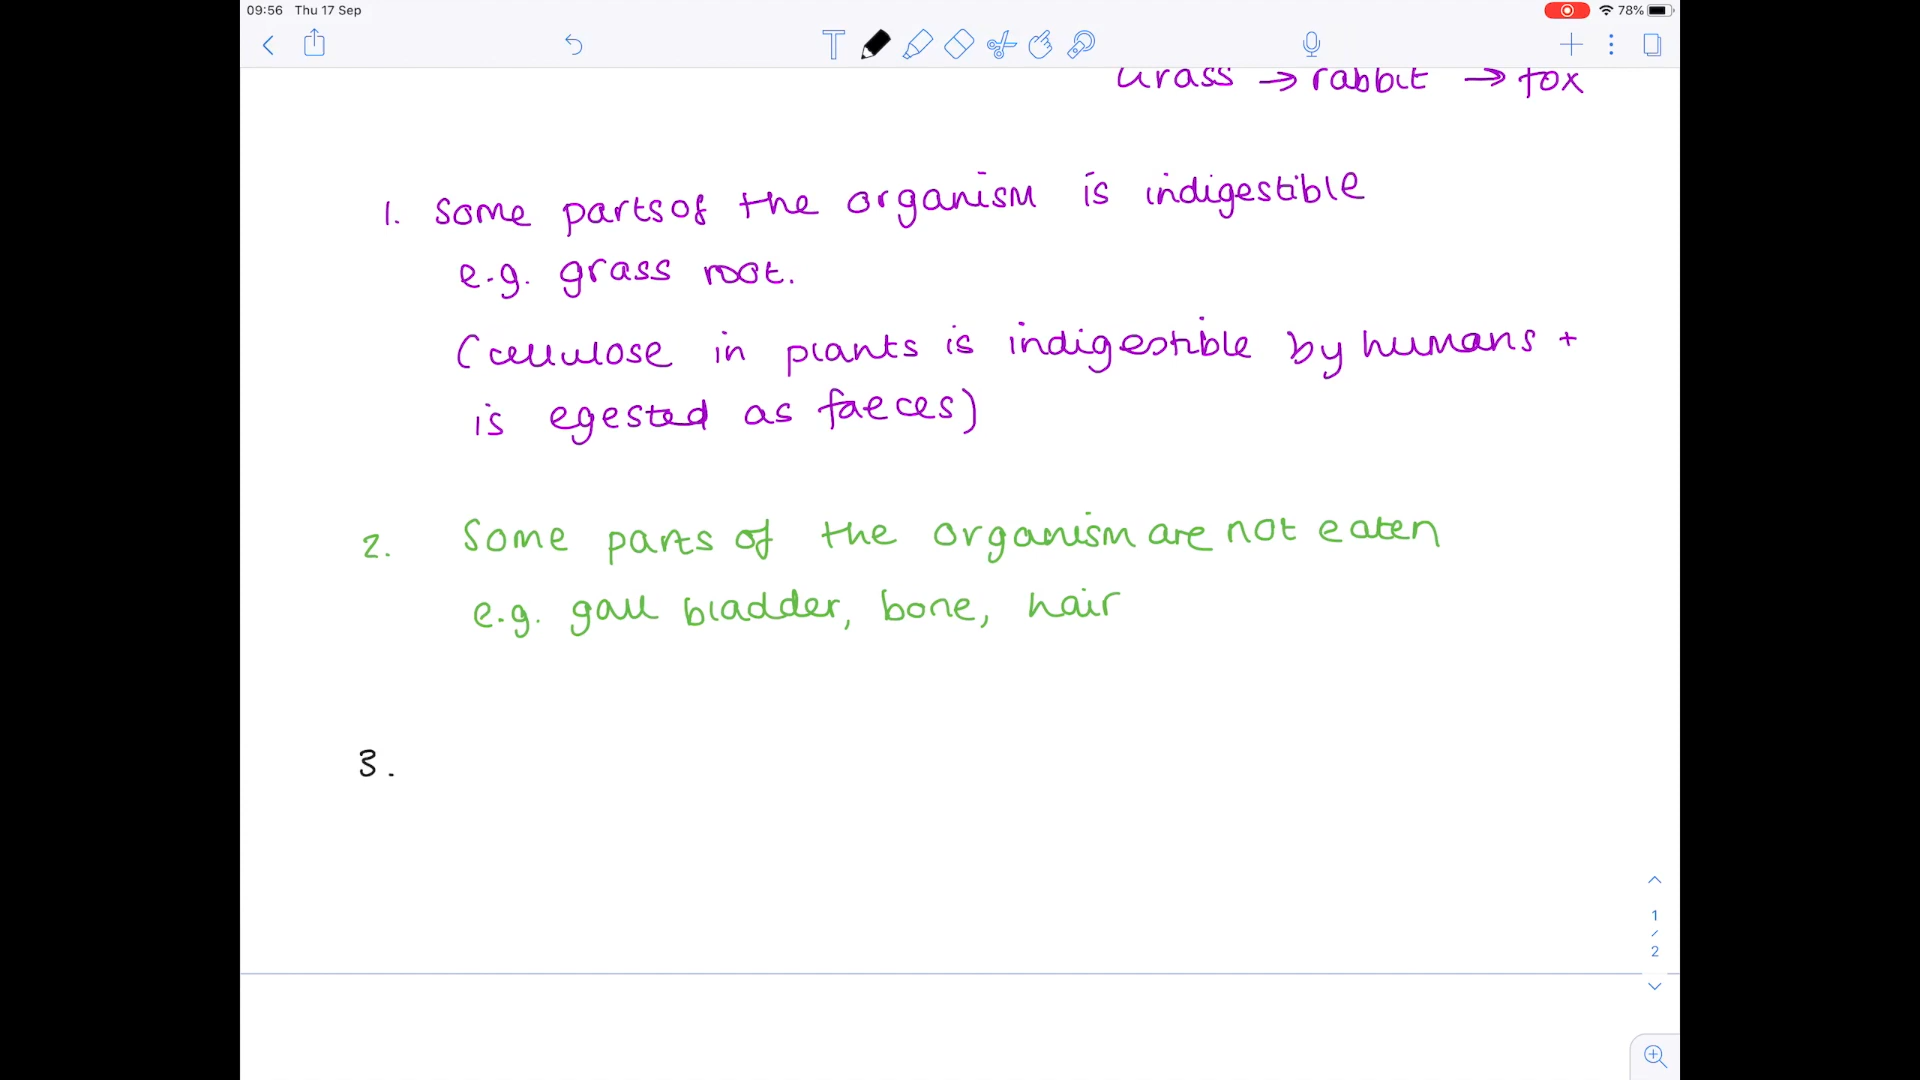 09:56 Thu 17 Sep
78%
T
Grass → rabbit → fox
1. Some parts of the organism is indigestible
e.g. grass root.
(cellulose in plants is indigestible by humans +
is egested as faeces)
2. Some parts of the organism are not eaten
e.g. gall bladder, bone, hair
3.
1
/
2